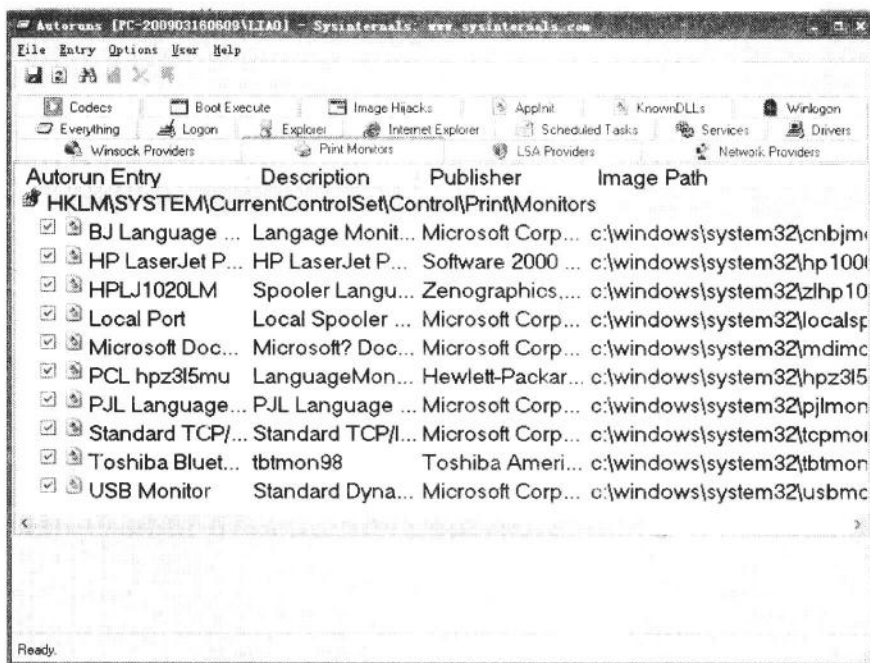 Autoruns [PC-200903160609\LIAO] - Sysinternals: www.sysinternals.com
File Entry Options User Help
Codecs Boot Execute Image Hijacks AppInit KnownDLLs Winlogon
Everything Logon Explorer Internet Explorer Scheduled Tasks Services Drivers
Winsock Providers Print Monitors LSA Providers Network Providers
Autorun Entry Description Publisher Image Path
HKLM\SYSTEM\CurrentControlSet\Control\Print\Monitors
BJ Language ... Langage Monit... Microsoft Corp... c:\windows\system32\cnbjm
HP LaserJet P... HP LaserJet P... Software 2000 ... c:\windows\system32\hp100
HPLJ1020LM Spooler Langu... Zenographics,... c:\windows\system32\zlhp10
Local Port Local Spooler ... Microsoft Corp... c:\windows\system32\localsp
Microsoft Doc... Microsoft? Doc... Microsoft Corp... c:\windows\system32\mdimo
PCL hpz3l5mu LanguageMon... Hewlett-Packar... c:\windows\system32\hpz3l5
PJL Language... PJL Language ... Microsoft Corp... c:\windows\system32\pjlmon
Standard TCP/... Standard TCP/I... Microsoft Corp... c:\windows\system32\tcpmo
Toshiba Bluet... tbtmon98 Toshiba Ameri... c:\windows\system32\tbtmon
USB Monitor Standard Dyna... Microsoft Corp... c:\windows\system32\usbmo
Ready.